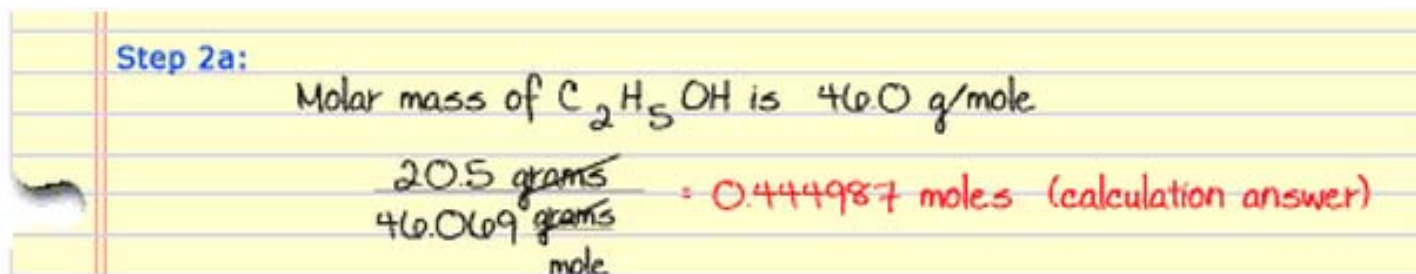 Step 2a:
Molar mass of C₂H₅OH is 46.0 g/mole
20.5 grams
= 0.444987 moles (calculation answer)
46.069 grams
mole